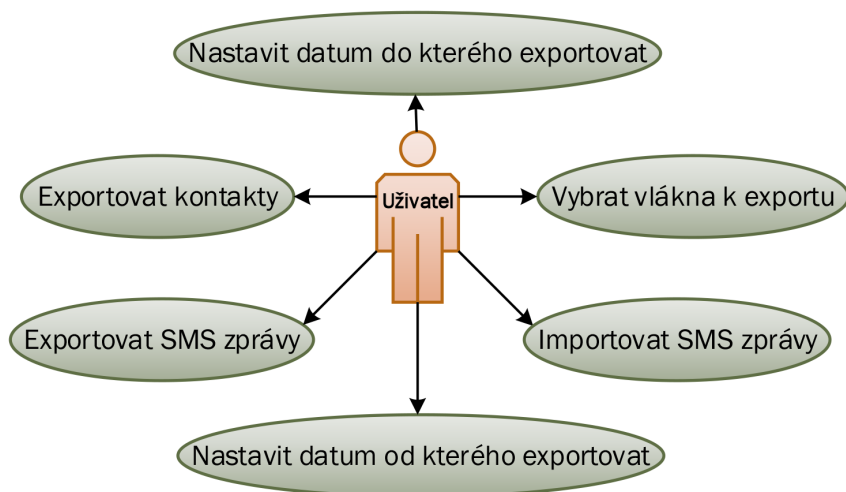 Nastavit datum do kterého exportovat
Exportovat kontakty
Uživatel
Vybrat vlákna k exportu
Exportovat SMS zprávy
Importovat SMS zprávy
Nastavit datum od kterého exportovat